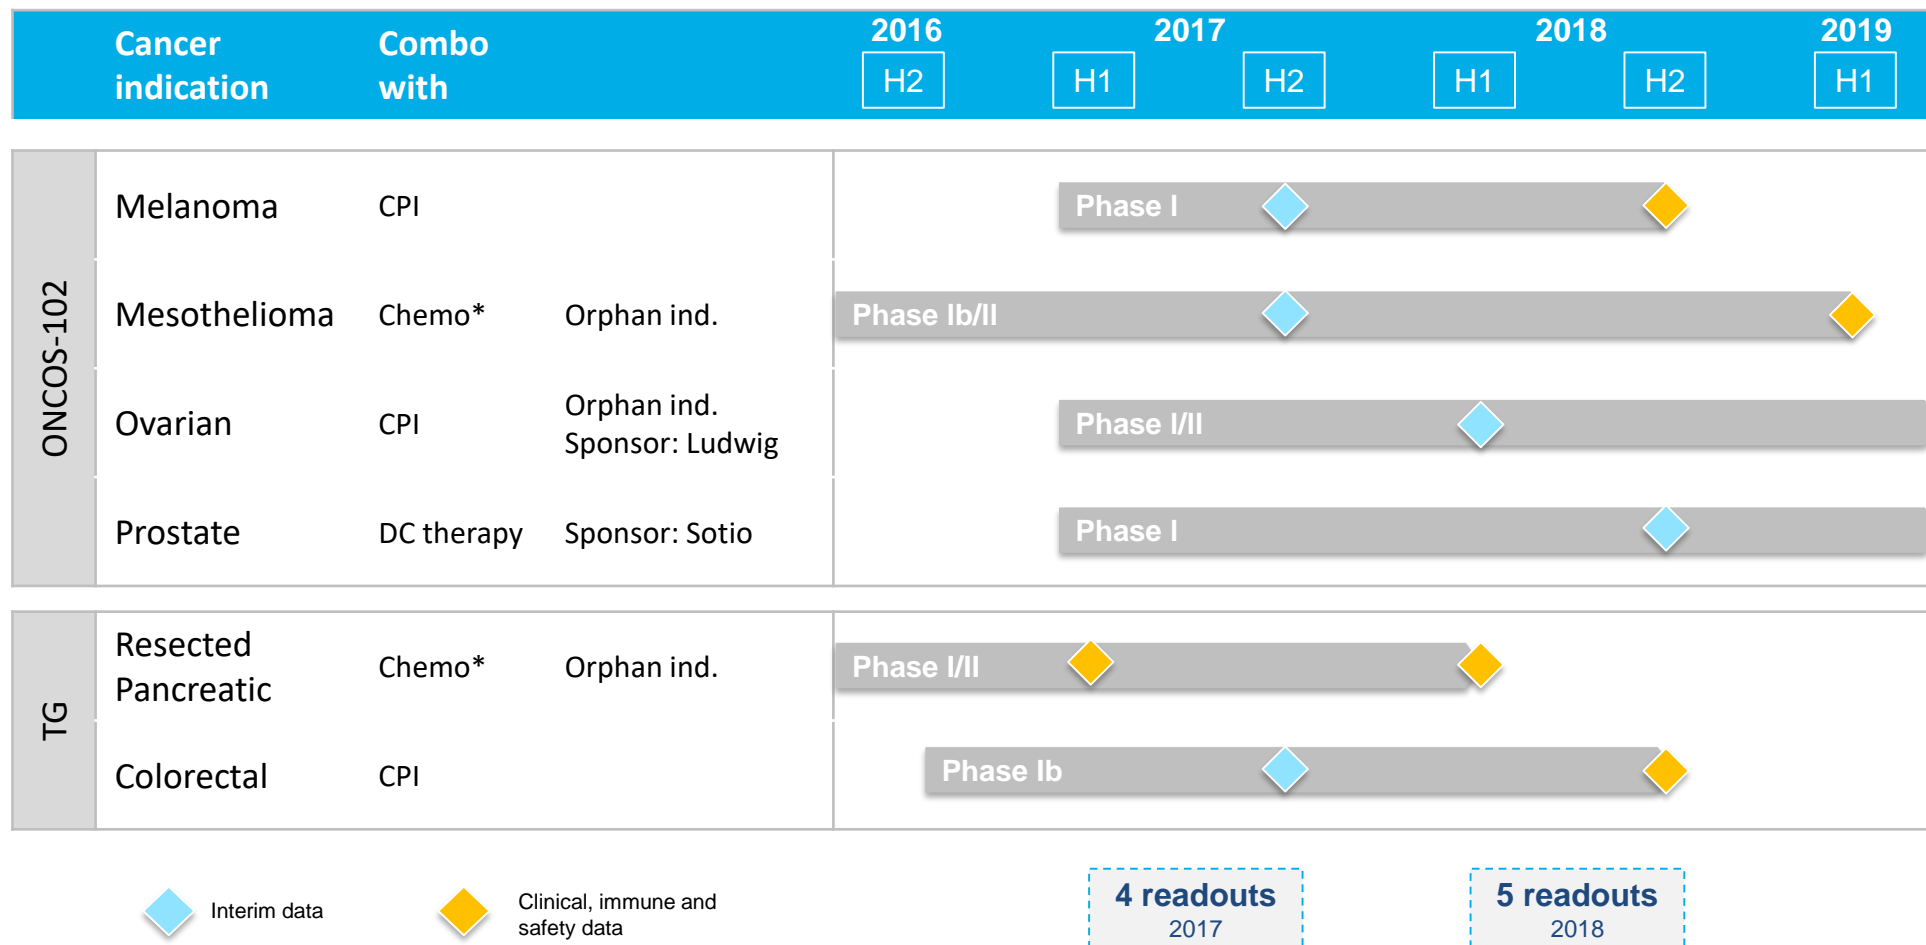 Cancer indication
Combo with
2016
2017
2018
2019
H2
H1
H2
H1
H2
H1
ONCOS-102
Melanoma
CPI
Phase I
Mesothelioma
Chemo*
Orphan ind.
Phase Ib/II
Ovarian
CPI
Orphan ind.
Sponsor: Ludwig
Phase I/II
Prostate
DC therapy
Sponsor: Sotio
Phase I
TG
Resected
Pancreatic
Chemo*
Orphan ind.
Phase I/II
Colorectal
CPI
Phase Ib
Interim data
Clinical, immune and
safety data
4 readouts
2017
5 readouts
2018